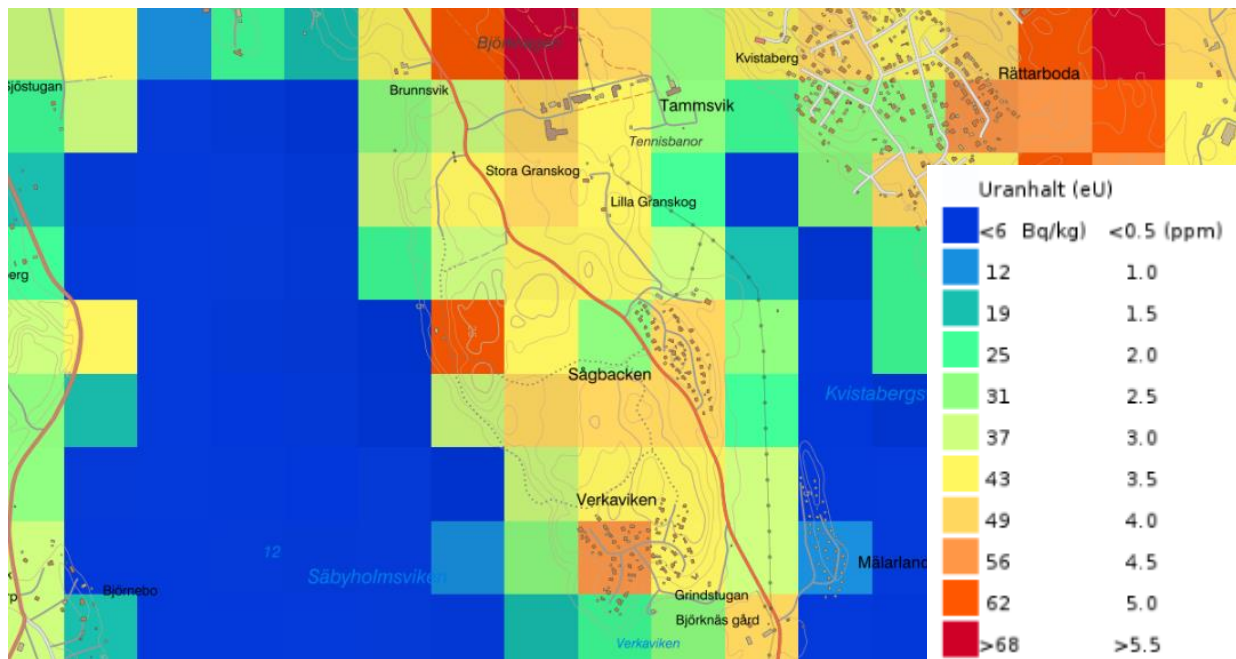 Björkhagen
Kvistaberg
Rättarboda
Sjöstugan
Brunnsvik
Tammsvik
Tennisbanor
Stora Granskog
Lilla Granskog
berg
Sågbacken
Kvistabergs
Verkaviken
12
Säbyholmsviken
Mälarland
Björnebo
rp
Grindstugan
Björknäs gård
Verkaviken
Uranhalt (eU)
<6 Bq/kg) <0.5 (ppm)
12 1.0
19 1.5
25 2.0
31 2.5
37 3.0
43 3.5
49 4.0
56 4.5
62 5.0
>68 >5.5